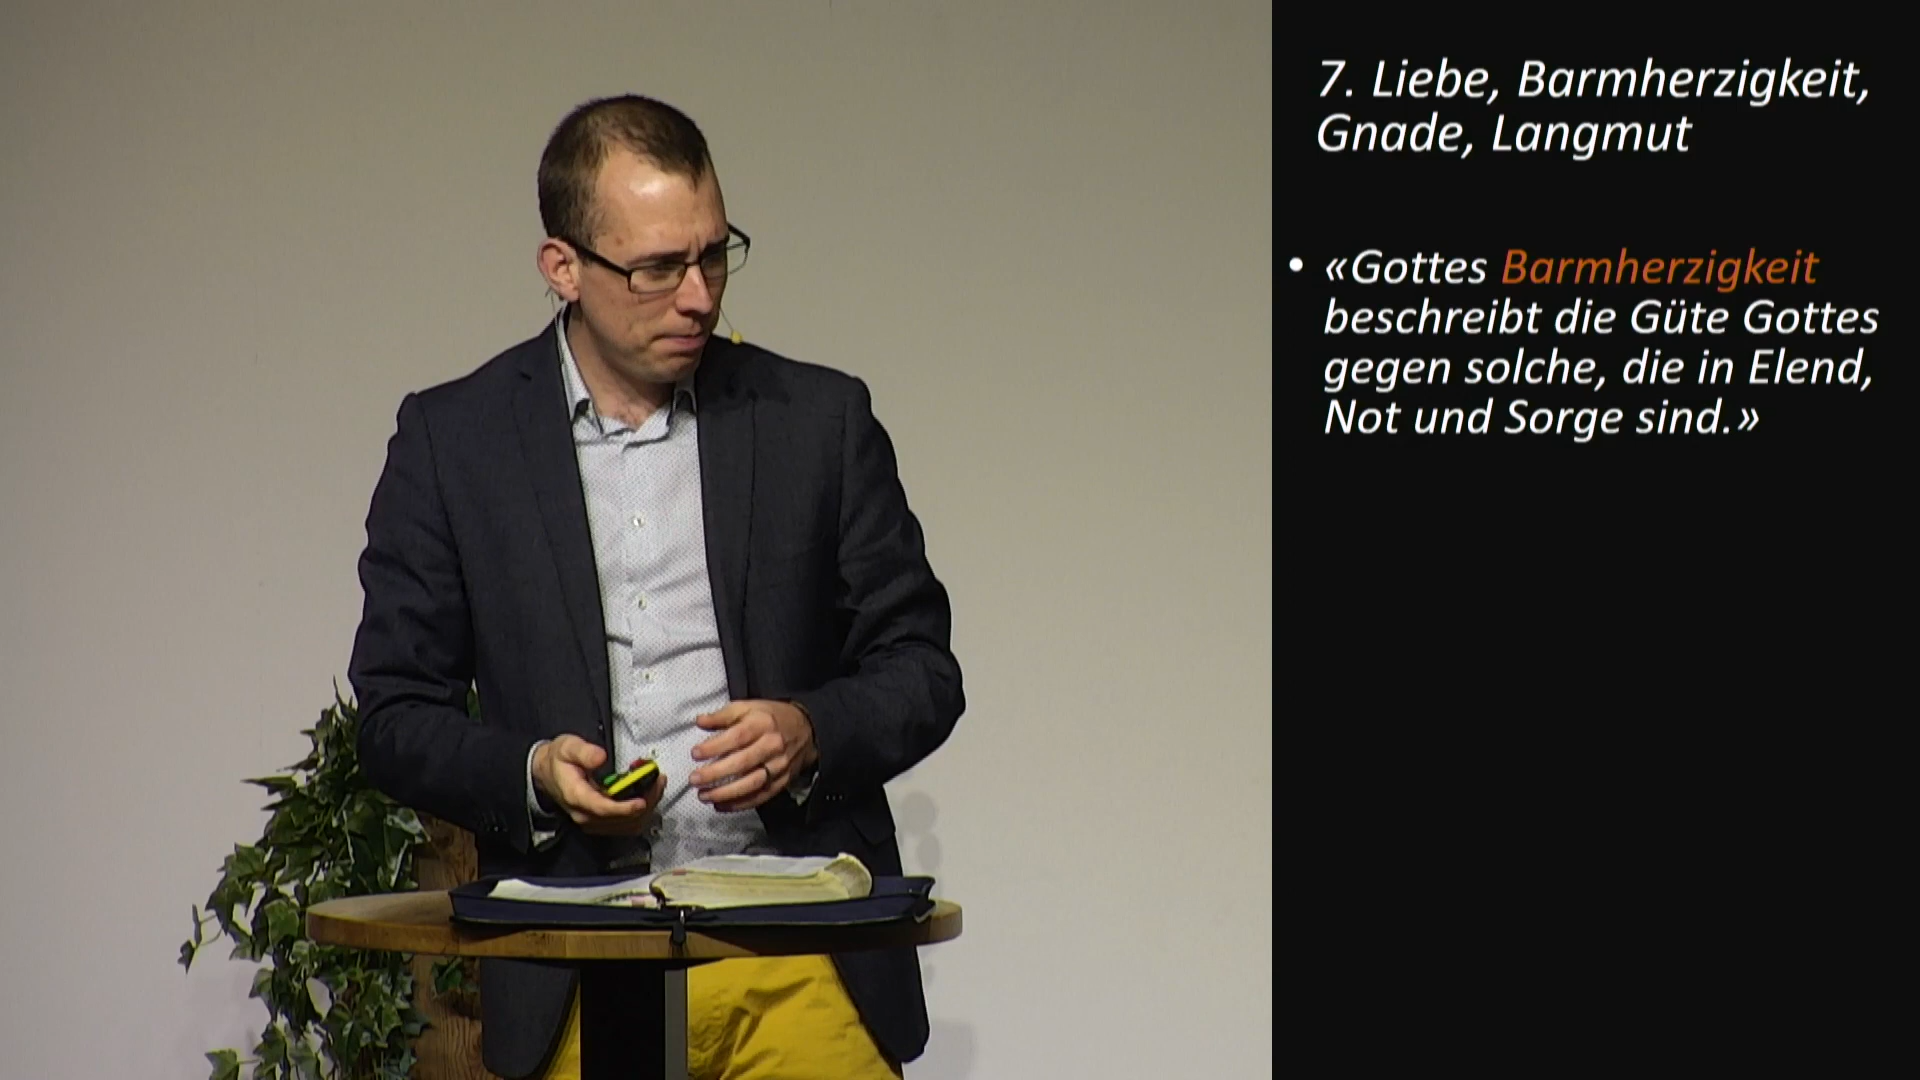 7. Liebe, Barmherzigkeit,
Gnade, Langmut
• «Gottes Barmherzigkeit
beschreibt die Güte Gottes
gegen solche, die in Elend,
Not und Sorge sind.»